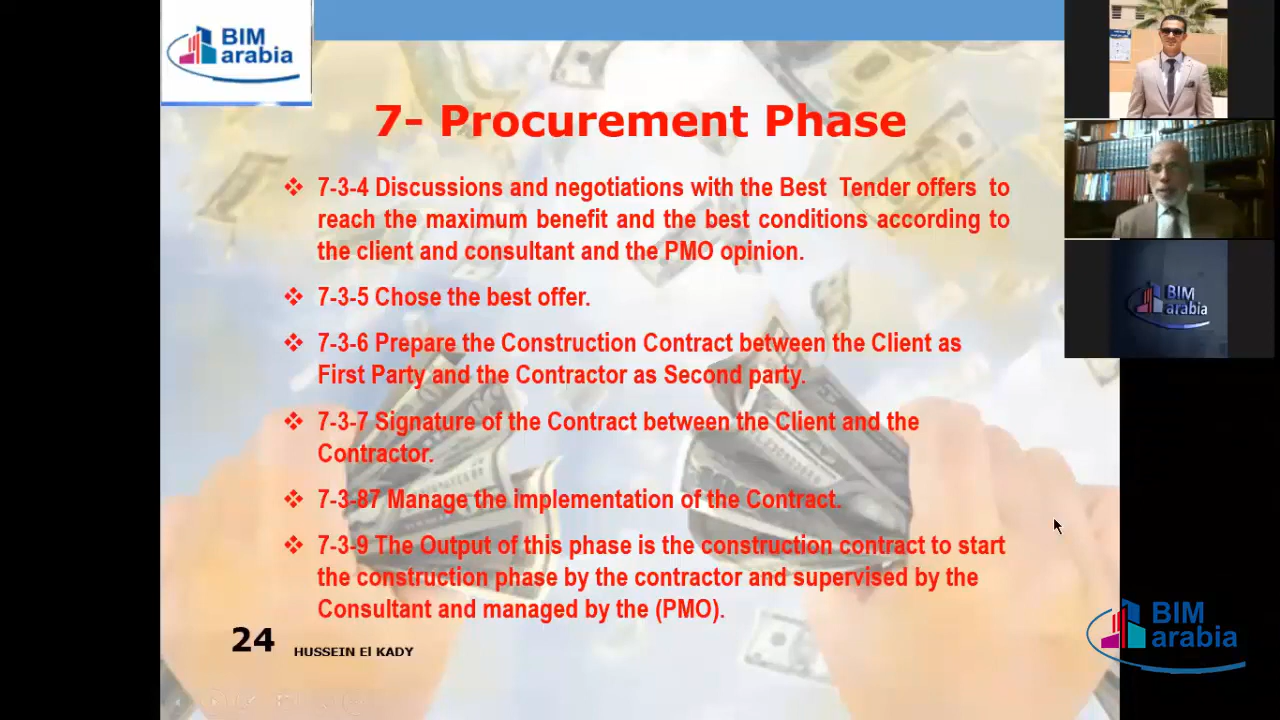 BIM
arabia
7- Procurement Phase
❖ 7-3-4 Discussions and negotiations with the Best Tender offers to
reach the maximum benefit and the best conditions according to
the client and consultant and the PMO opinion.
❖ 7-3-5 Chose the best offer.
❖ 7-3-6 Prepare the Construction Contract between the Client as
First Party and the Contractor as Second party.
❖ 7-3-7 Signature of the Contract between the Client and the
Contractor.
❖ 7-3-87 Manage the implementation of the Contract.
❖ 7-3-9 The Output of this phase is the construction contract to start
the construction phase by the contractor and supervised by the
Consultant and managed by the (PMO).
24
HUSSEIN El KADY
BIM
arabia
BIM
arabia